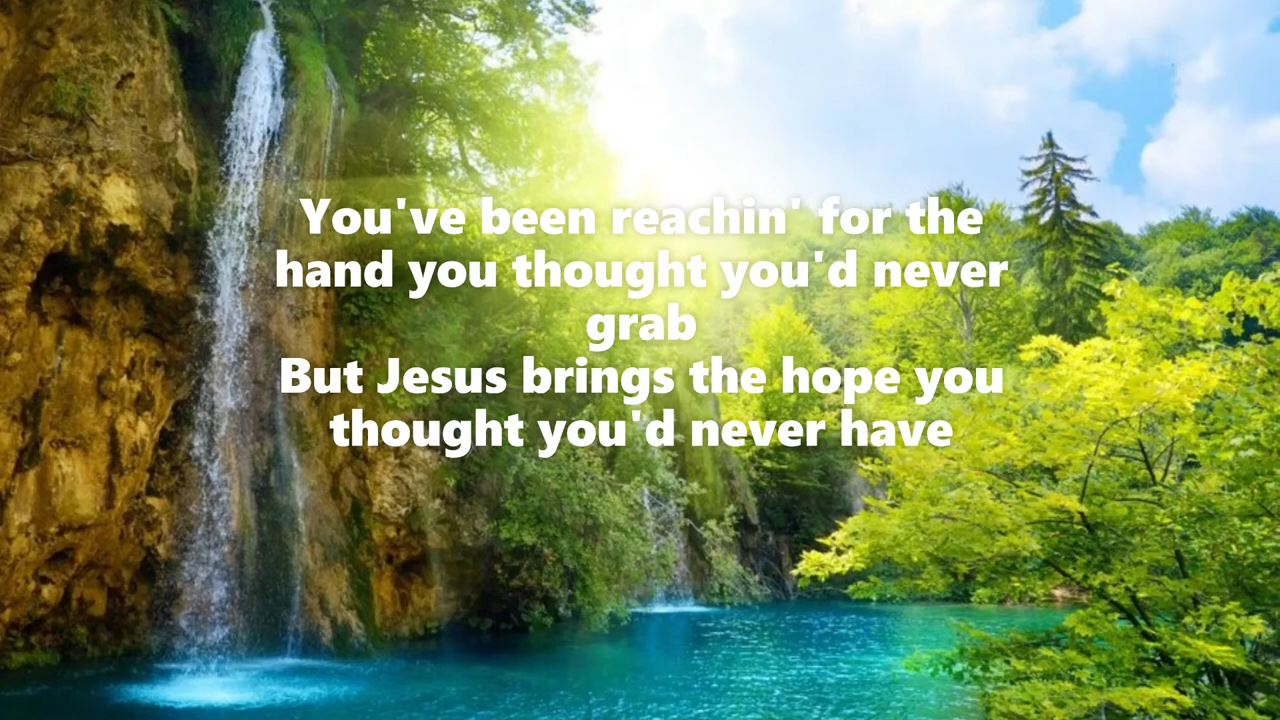 You've been reachin' for the
hand you thought you'd never
grab
But Jesus brings the hope you
thought you'd never have